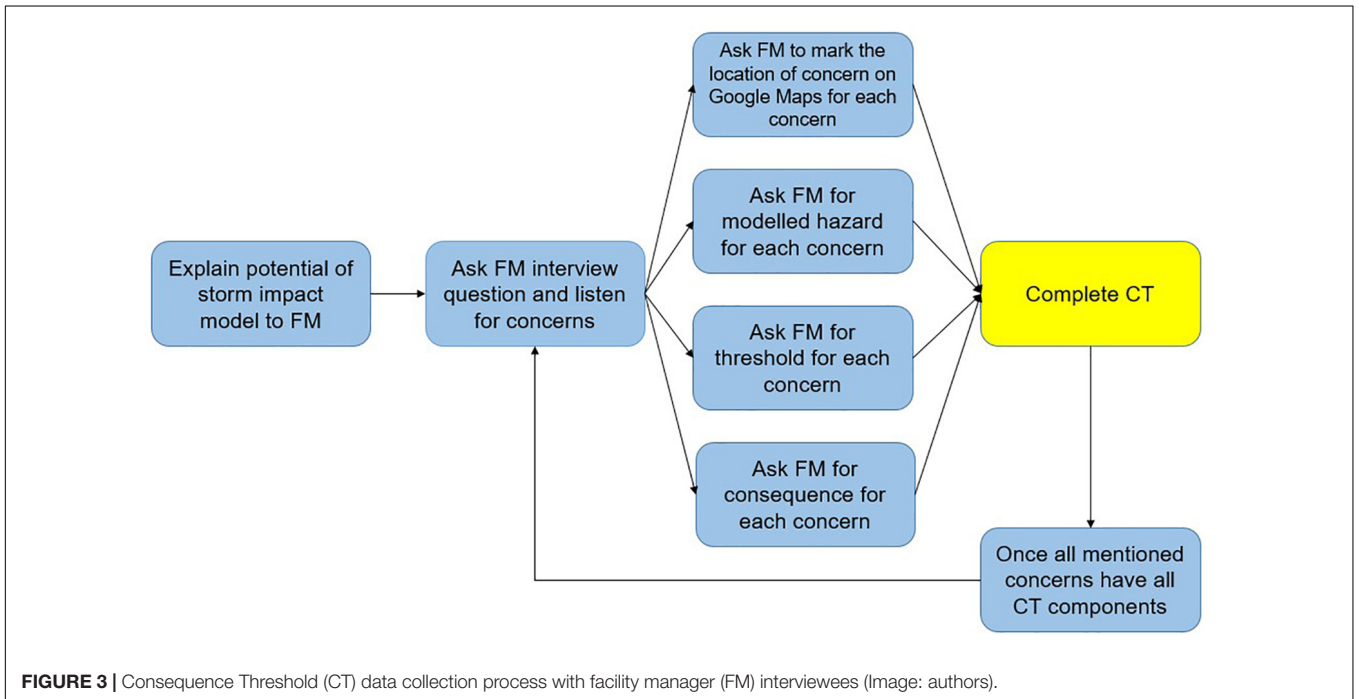 Explain potential of
storm impact
model to FM
Ask FM interview
question and listen
for concerns
Ask FM to mark the
location of concern on
Google Maps for each
concern
Ask FM for
modelled hazard
for each concern
Ask FM for
threshold for each
concern
Ask FM for
consequence for
each concern
Complete CT
Once all mentioned
concerns have all
CT components
FIGURE 3 | Consequence Threshold (CT) data collection process with facility manager (FM) interviewees (Image: authors).